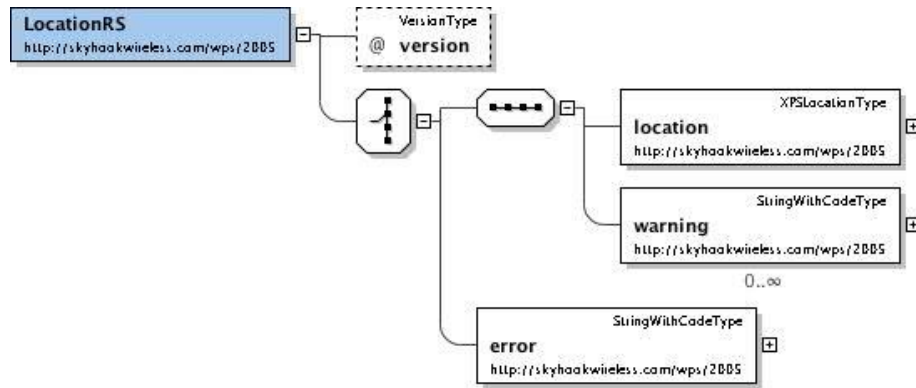 LocationRS
http://skyhookwireless.com/wps/2005
VersionType
@ version
XPSLocationType
location
http://skyhookwireless.com/wps/2005
StringWithCodeType
warning
http://skyhookwireless.com/wps/2005
0..∞
StringWithCodeType
error
http://skyhookwireless.com/wps/2005